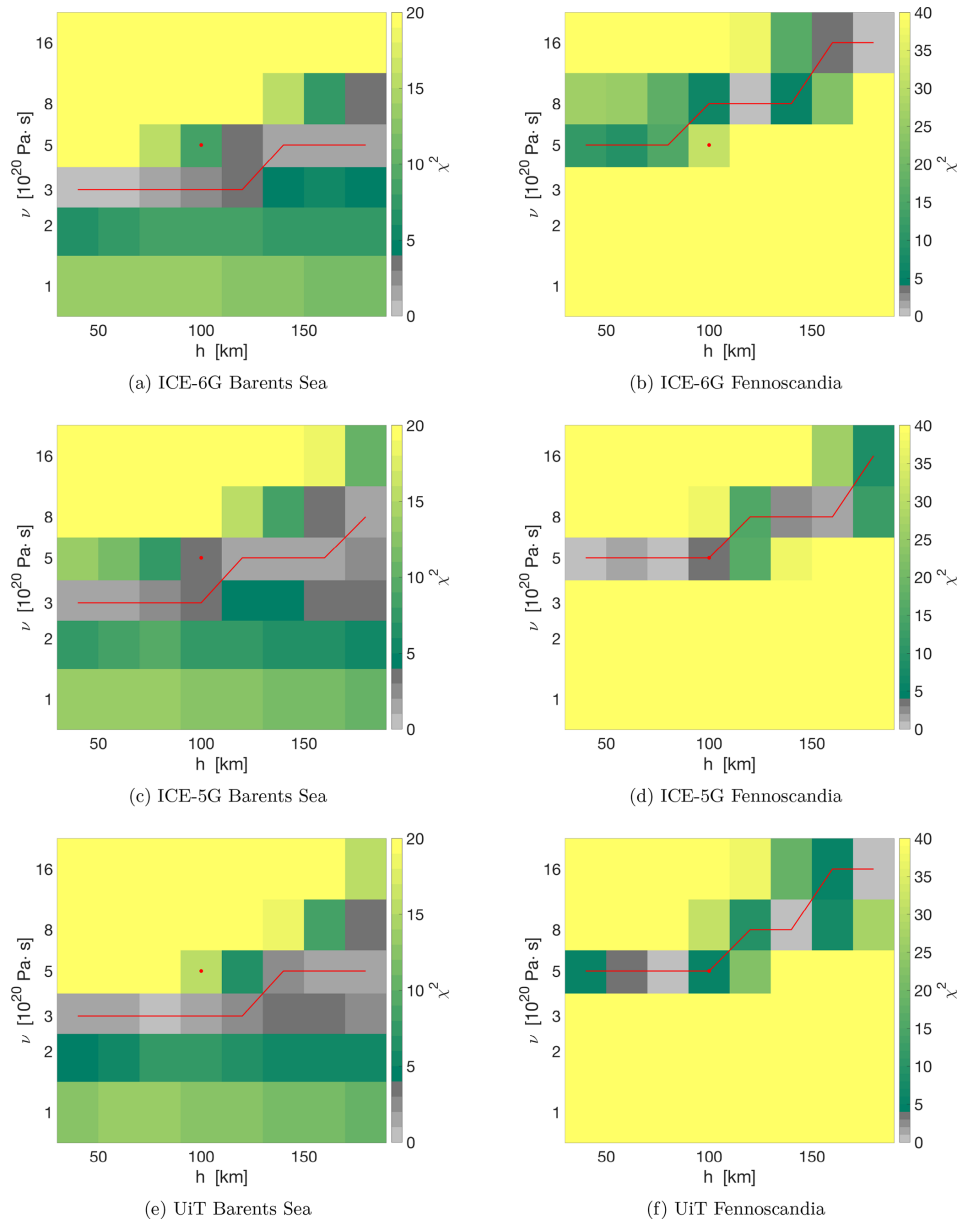 16
8
5
3
2
1
ν [10^20 Pa· s]
50 100 150
h [km]
20
15
10
5
0
χ^2
(a) ICE-6G Barents Sea
16
8
5
3
2
1
ν [10^20 Pa· s]
50 100 150
h [km]
40
35
30
25
20
15
10
5
0
χ^2
(b) ICE-6G Fennoscandia
16
8
5
3
2
1
ν [10^20 Pa· s]
50 100 150
h [km]
20
15
10
5
0
χ^2
(c) ICE-5G Barents Sea
16
8
5
3
2
1
ν [10^20 Pa· s]
50 100 150
h [km]
40
35
30
25
20
15
10
5
0
χ^2
(d) ICE-5G Fennoscandia
16
8
5
3
2
1
ν [10^20 Pa· s]
50 100 150
h [km]
20
15
10
5
0
χ^2
(e) UiT Barents Sea
16
8
5
3
2
1
ν [10^20 Pa· s]
50 100 150
h [km]
40
35
30
25
20
15
10
5
0
χ^2
(f) UiT Fennoscandia